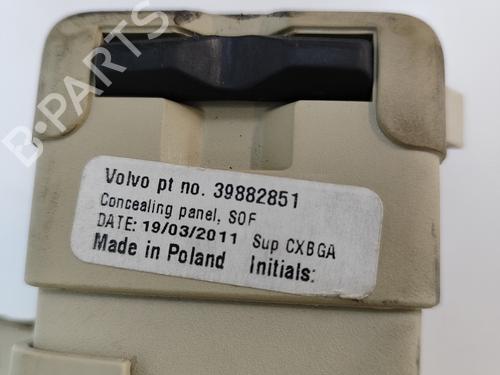 B-PARTS
Volvo pt no. 39882851
Concealing panel, SOF
DATE: 19/03/2011 Sup CXBGA
Made in Poland Initials: